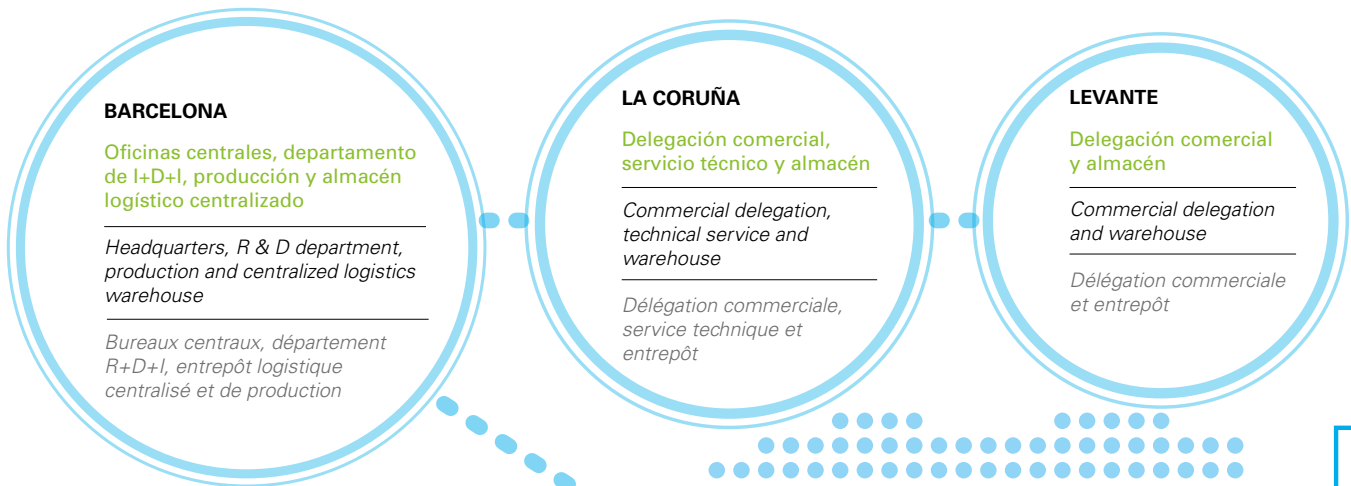 BARCELONA
Oficinas centrales, departamento
de I+D+I, producción y almacén
logístico centralizado
Headquarters, R & D department,
production and centralized logistics
warehouse
Bureaux centraux, département
R+D+I, entrepôt logistique
centralisé et de production
LA CORUÑA
Delegación comercial,
servicio técnico y almacén
Commercial delegation,
technical service and
warehouse
Délégation commerciale,
service technique et
entrepôt
LEVANTE
Delegación comercial
y almacén
Commercial delegation
and warehouse
Délégation commerciale
et entrepôt